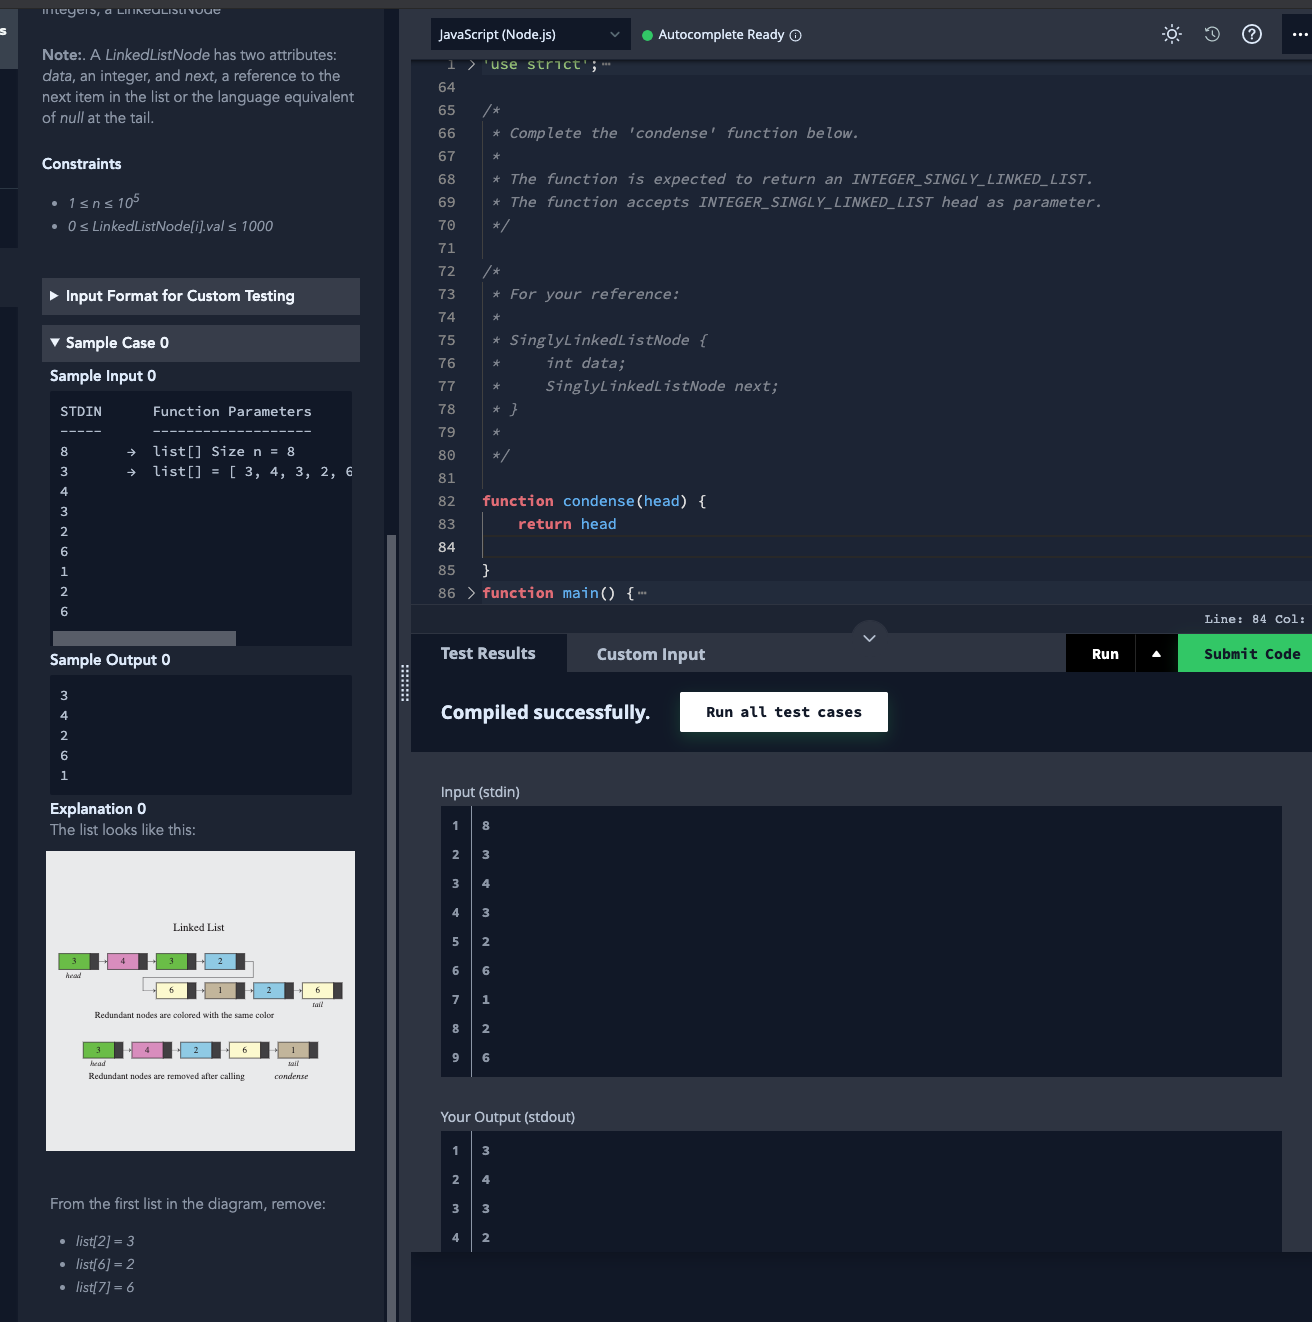 integers, a LinkedListNode
s
Note:. A LinkedListNode has two attributes:
data, an integer, and next, a reference to the
next item in the list or the language equivalent
of null at the tail.
Constraints
• 1 ≤ n ≤ 10^5
• 0 ≤ LinkedListNode[i].val ≤ 1000
▶ Input Format for Custom Testing
▼ Sample Case 0
Sample Input 0
STDIN Function Parameters
----- -------------------
8 → list[] Size n = 8
3 → list[] = [ 3, 4, 3, 2, 6
4
3
2
6
1
2
6
Sample Output 0
3
4
2
6
1
Explanation 0
The list looks like this:
Linked List
3 4 3 2
head
6 1 2 6
tail
Redundant nodes are colored with the same color
3 4 2 6 1
head tail
Redundant nodes are removed after calling condense
From the first list in the diagram, remove:
• list[2] = 3
• list[6] = 2
• list[7] = 6
JavaScript (Node.js)
Autocomplete Ready
1 'use strict';
64
65 /*
66 * Complete the 'condense' function below.
67 *
68 * The function is expected to return an INTEGER_SINGLY_LINKED_LIST.
69 * The function accepts INTEGER_SINGLY_LINKED_LIST head as parameter.
70 */
71
72 /*
73 * For your reference:
74 *
75 * SinglyLinkedListNode {
76 *     int data;
77 *     SinglyLinkedListNode next;
78 * }
79 *
80 */
81
82 function condense(head) {
83     return head
84
85 }
86 function main() {
Line: 84 Col:
Test Results
Custom Input
Run
Submit Code
Compiled successfully.
Run all test cases
Input (stdin)
1 8
2 3
3 4
4 3
5 2
6 6
7 1
8 2
9 6
Your Output (stdout)
1 3
2 4
3 3
4 2